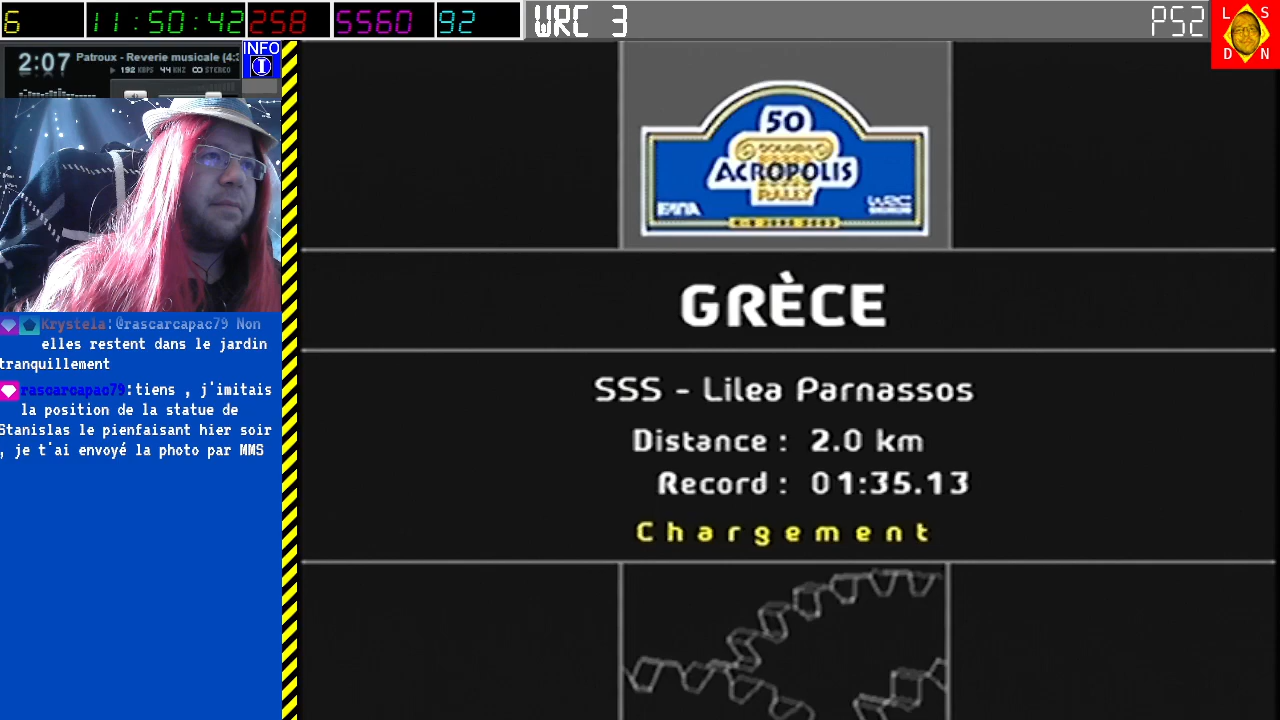 6
11:50:42
258
5560
92
WRC 3
PS2
L S
D N
2:07
Patroux - Reverie musicale (4:
192 KBPS 44 KHZ STEREO
INFO
50
ACROPOLIS
RALLY
WRC
GRÈCE
SSS - Lilea Parnassos
Distance : 2.0 km
Record : 01:35.13
Chargement
Krystela:@rascarcapac79 Non
elles restent dans le jardin
tranquillement
rascarcapac79:tiens , j'imitais
la position de la statue de
Stanislas le pienfaisant hier soir
, je t'ai envoyé la photo par MMS